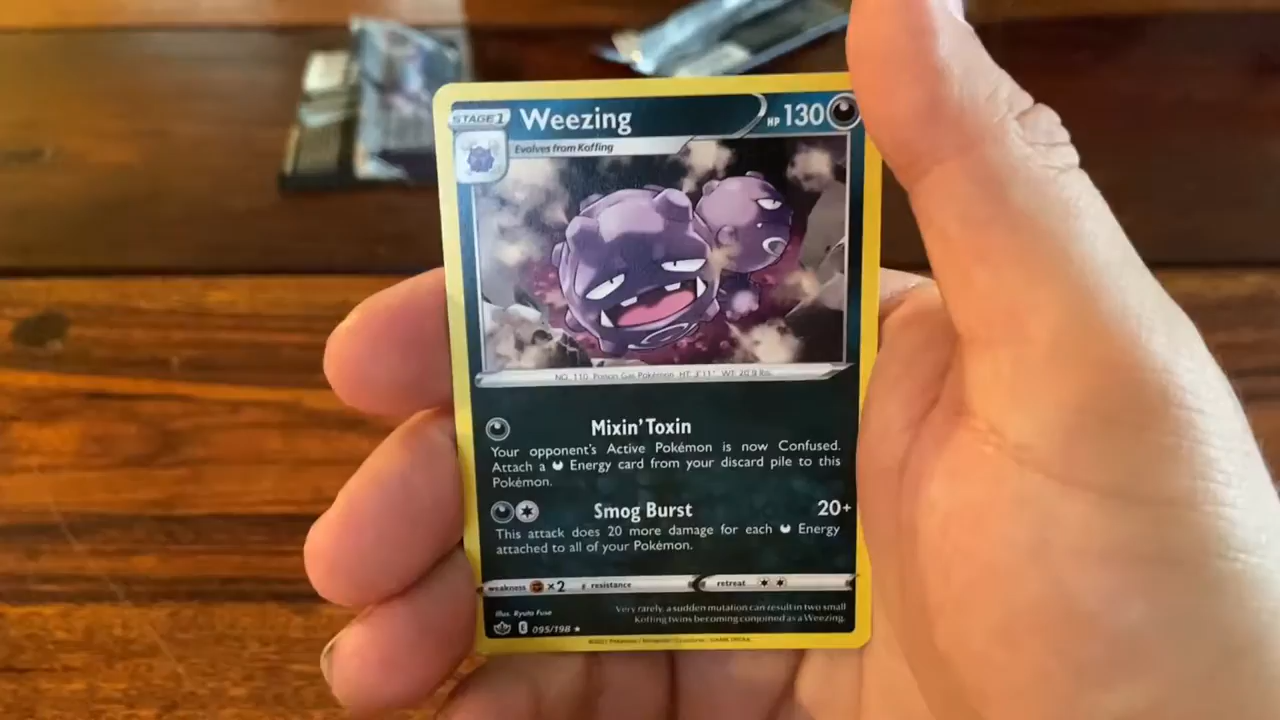 STAGE 1 Weezing HP 130
Evolves from Koffing
NO. 110 Poison Gas Pokémon HT: 3'11" WT: 20.9 lbs.
Mixin' Toxin
Your opponent's Active Pokémon is now Confused.
Attach a Energy card from your discard pile to this
Pokémon.
Smog Burst 20+
This attack does 20 more damage for each Energy
attached to all of your Pokémon.
weakness ×2 resistance retreat
Illus. Ryuta Fuse
Very rarely, a sudden mutation can result in two small
Koffing twins becoming conjoined as a Weezing.
E 095/198 ★
©2021 Pokémon / Nintendo / Creatures / GAME FREAK